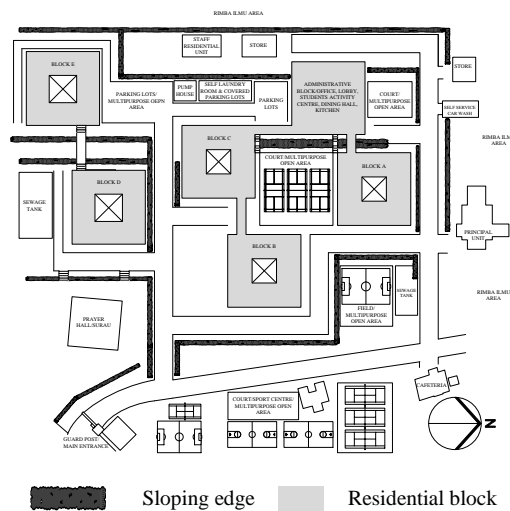 RIMBA ILMU AREA
STAFF
RESIDENTIAL
UNIT
STORE
BLOCK E
STORE
PARKING LOTS/
MULTIPURPOSE OEPN
AREA
PUMP
HOUSE
SELF LAUNDRY
ROOM & COVERED
PARKING LOTS
PARKING
LOTS
ADMINISTRATIVE
BLOCK/OFFICE, LOBBY,
STUDENTS ACTIVITY
CENTRE, DINING HALL,
KITCHEN
COURT/
MULTIPURPOSE
OPEN AREA
SELF SERVICE
CAR WASH
RIMBA ILM
AREA
BLOCK C
COURT/MULTIPURPOSE
OPEN AREA
BLOCK A
BLOCK D
SEWAGE
TANK
PRINCIPAL
UNIT
BLOCK B
RIMBA ILMU
AREA
SEWAGE
TANK
FIELD/
MULTIPURPOSE
OPEN AREA
PRAYER
HALL/SURAU
CAFETERIA
COURT/SPORT CENTRE/
MULTIPURPOSE OPEN
AREA
GUARD POST/
MAIN ENTRANCE
N
Sloping edge
Residential block